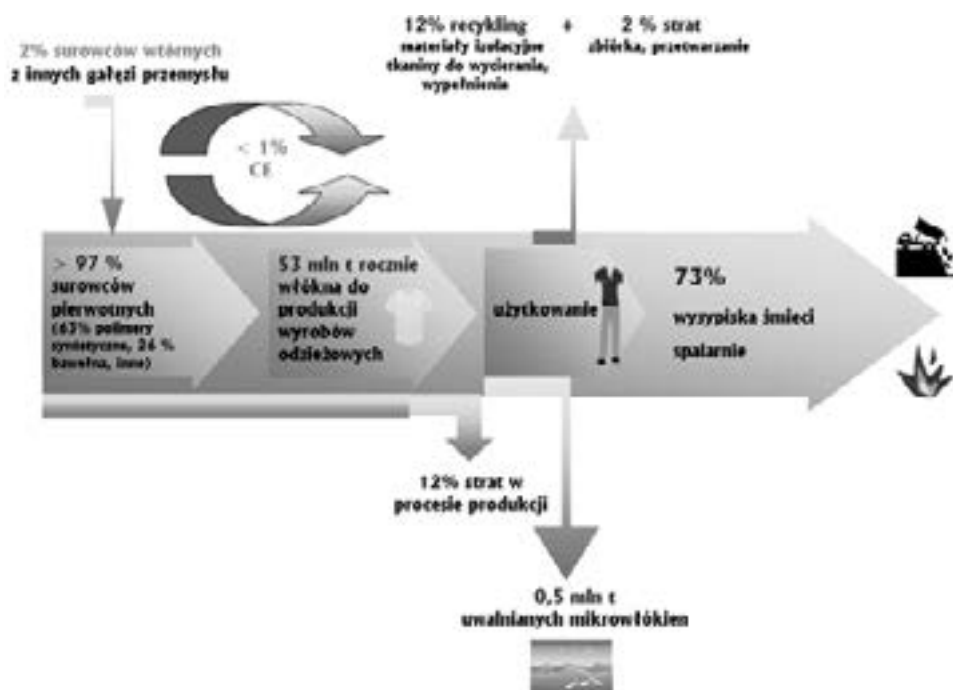 2% surowców wtórnych
z innych gałęzi przemysłu
12% recykling
materiały izolacyjne
tkaniny do wycierania,
wypełnienia
+
2 % strat
zbiórka, przetwarzanie
< 1%
CE
> 97 %
surowców
pierwotnych
(63% polimery
syntetyczne, 26 %
bawełna, inne)
53 mln t rocznie
włókna do
produkcji
wyrobów
odzieżowych
użytkowanie
73%
wysypiska śmieci
spalarnie
12% strat w
procesie produkcji
0,5 mln t
uwalnianych mikrowłókien